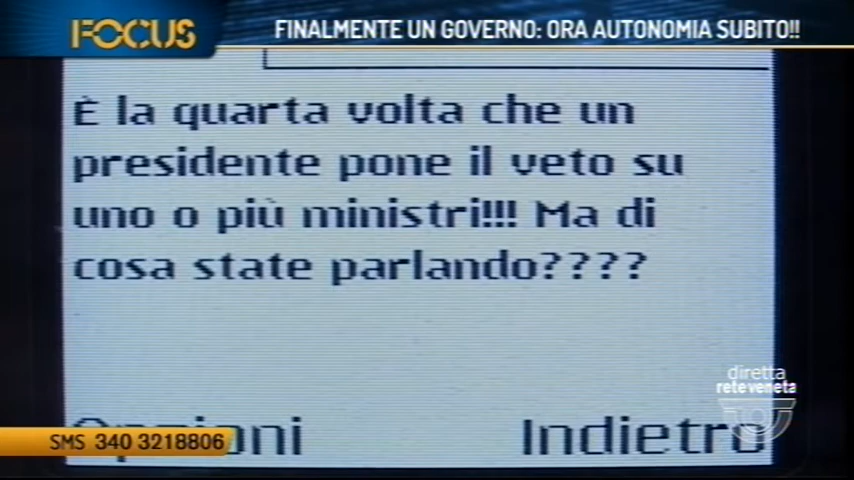 FOCUS
FINALMENTE UN GOVERNO: ORA AUTONOMIA SUBITO!!
È la quarta volta che un
presidente pone il veto su
uno o più ministri!!! Ma di
cosa state parlando????
diretta
reteveneta
Opzioni Indietro
SMS 340 3218806